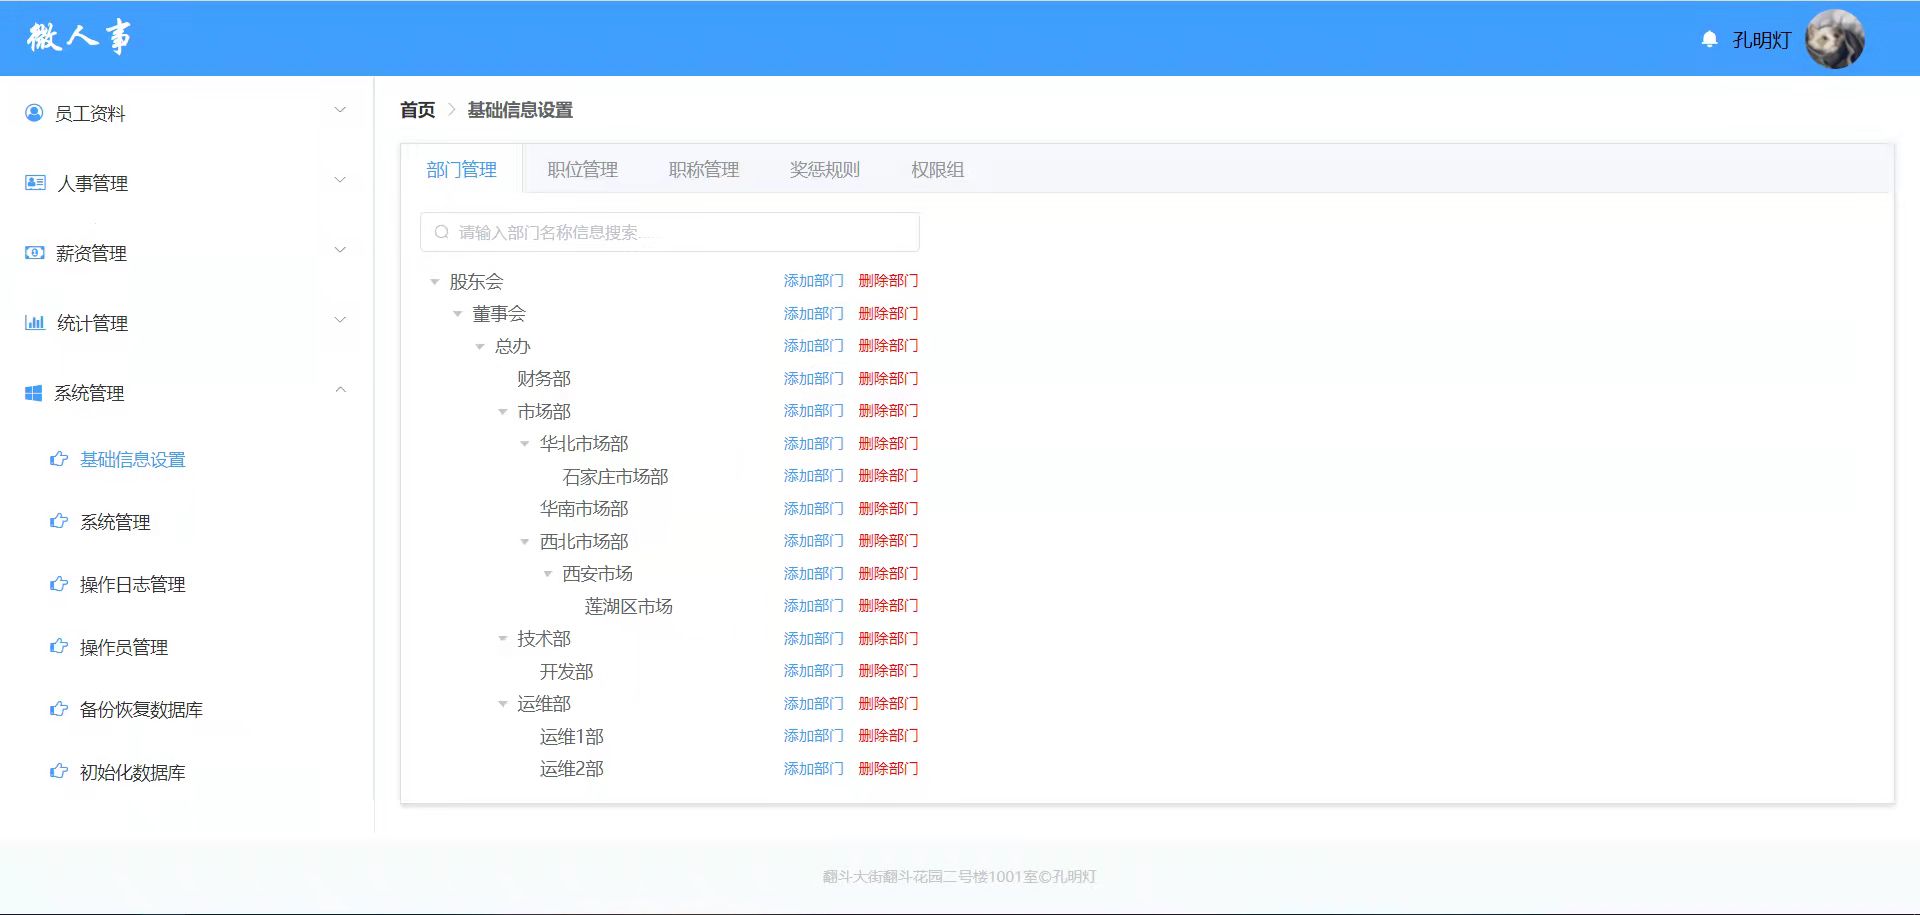 微人事
孔明灯
员工资料
人事管理
薪资管理
统计管理
系统管理
基础信息设置
系统管理
操作日志管理
操作员管理
备份恢复数据库
初始化数据库
首页 > 基础信息设置
部门管理 职位管理 职称管理 奖惩规则 权限组
请输入部门名称信息搜索......
股东会 添加部门 删除部门
董事会 添加部门 删除部门
总办 添加部门 删除部门
财务部 添加部门 删除部门
市场部 添加部门 删除部门
华北市场部 添加部门 删除部门
石家庄市场部 添加部门 删除部门
华南市场部 添加部门 删除部门
西北市场部 添加部门 删除部门
西安市场 添加部门 删除部门
莲湖区市场 添加部门 删除部门
技术部 添加部门 删除部门
开发部 添加部门 删除部门
运维部 添加部门 删除部门
运维1部 添加部门 删除部门
运维2部 添加部门 删除部门
翻斗大街翻斗花园二号楼1001室©孔明灯